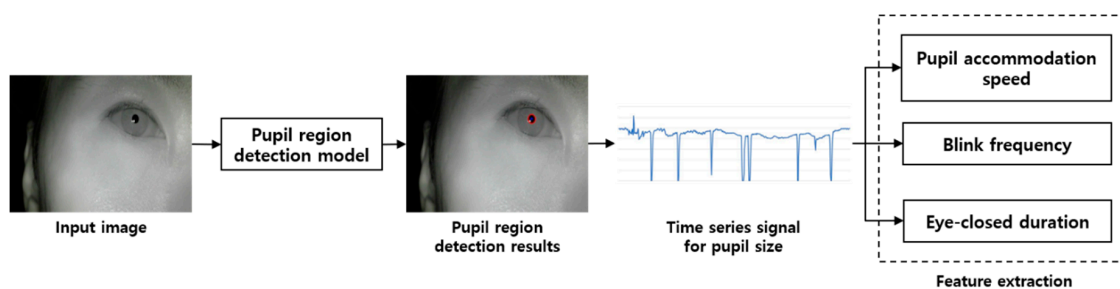 Input image
Pupil region
detection model
Pupil region
detection results
Time series signal
for pupil size
Pupil accommodation
speed
Blink frequency
Eye-closed duration
Feature extraction